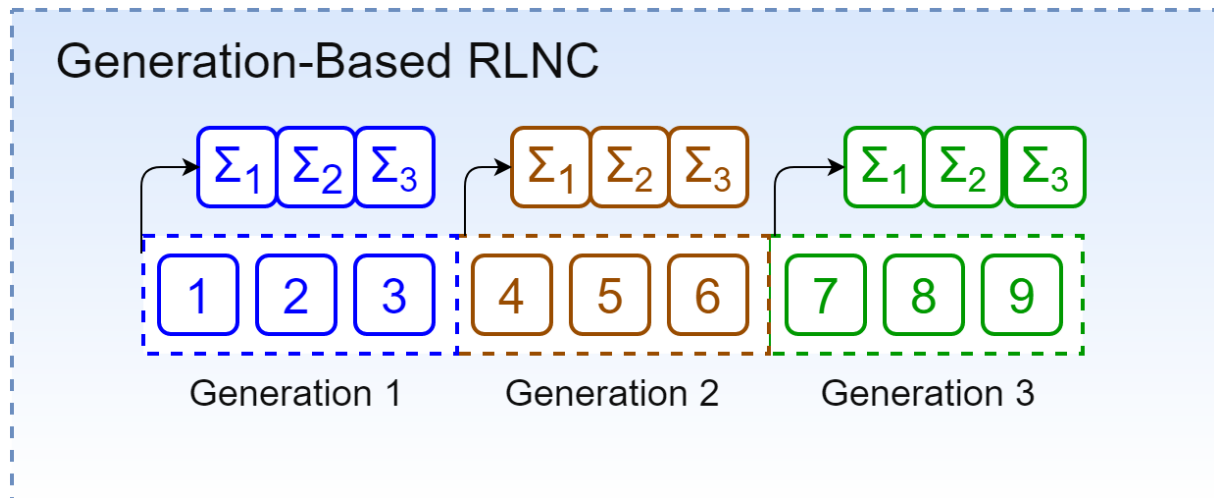 Generation-Based RLNC
Σ1 Σ2 Σ3 Σ1 Σ2 Σ3 Σ1 Σ2 Σ3
1 2 3 4 5 6 7 8 9
Generation 1 Generation 2 Generation 3